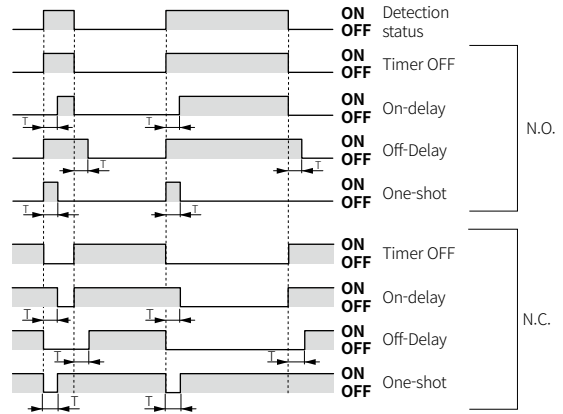 ON
OFF
Detection
status
ON
OFF
Timer OFF
T
T
ON
OFF
On-delay
T
T
ON
OFF
Off-Delay
T
T
ON
OFF
One-shot
N.O.
ON
OFF
Timer OFF
T
T
ON
OFF
On-delay
T
T
ON
OFF
Off-Delay
T
T
ON
OFF
One-shot
N.C.